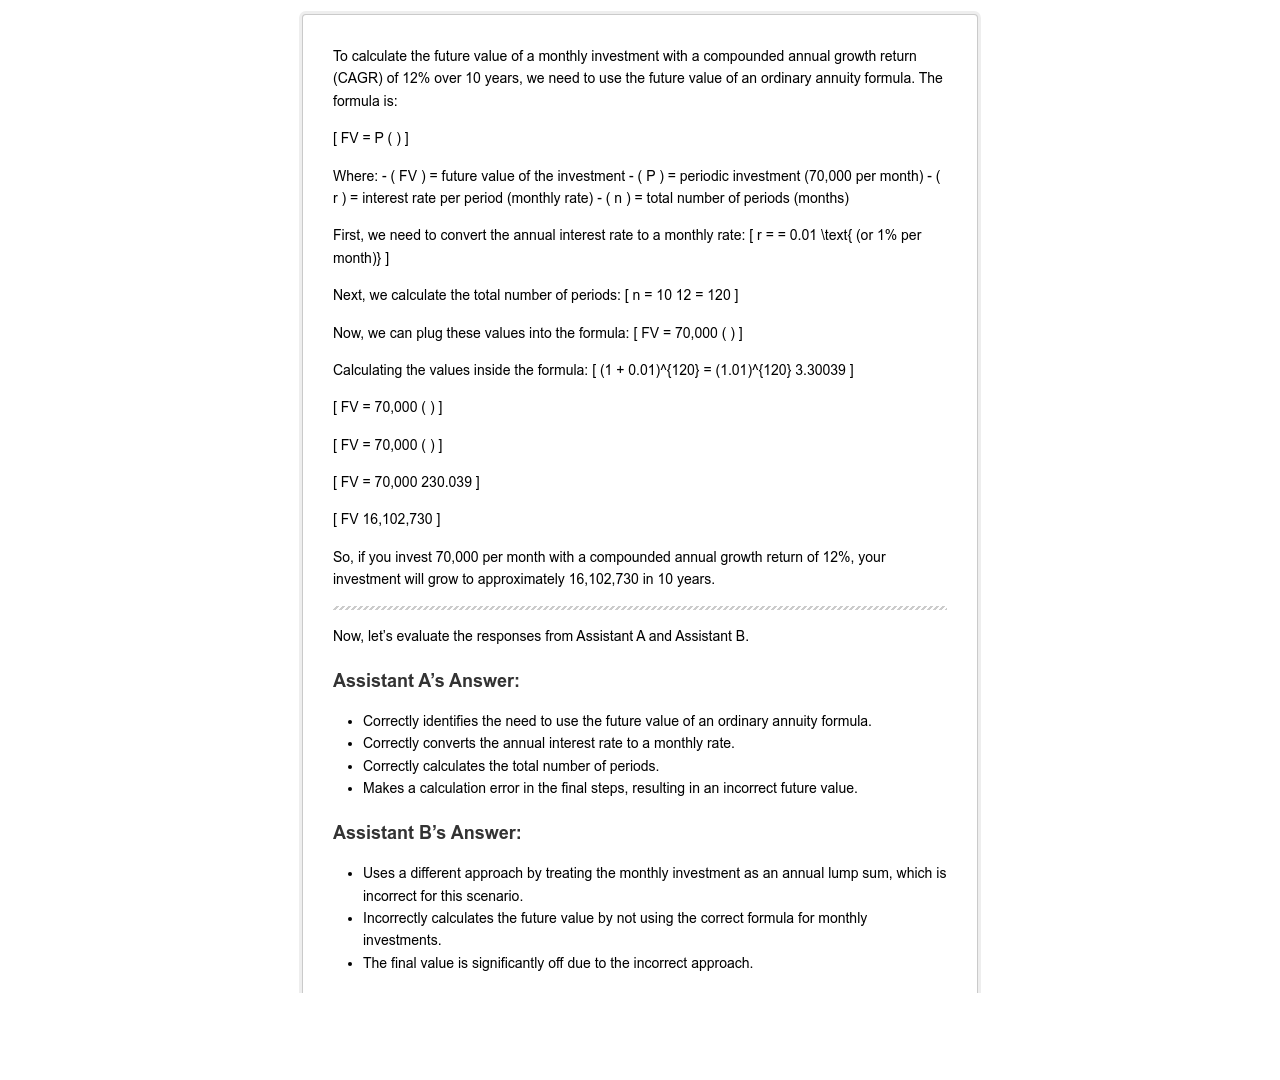 To calculate the future value of a monthly investment with a compounded annual growth return
(CAGR) of 12% over 10 years, we need to use the future value of an ordinary annuity formula. The
formula is:
[ FV = P ( ) ]
Where: - ( FV ) = future value of the investment - ( P ) = periodic investment (70,000 per month) - (
r ) = interest rate per period (monthly rate) - ( n ) = total number of periods (months)
First, we need to convert the annual interest rate to a monthly rate: [ r = = 0.01 \text{ (or 1% per
month)} ]
Next, we calculate the total number of periods: [ n = 10 12 = 120 ]
Now, we can plug these values into the formula: [ FV = 70,000 ( ) ]
Calculating the values inside the formula: [ (1 + 0.01)^{120} = (1.01)^{120} 3.30039 ]
[ FV = 70,000 ( ) ]
[ FV = 70,000 ( ) ]
[ FV = 70,000 230.039 ]
[ FV 16,102,730 ]
So, if you invest 70,000 per month with a compounded annual growth return of 12%, your
investment will grow to approximately 16,102,730 in 10 years.
Now, let’s evaluate the responses from Assistant A and Assistant B.
Assistant A’s Answer:
• Correctly identifies the need to use the future value of an ordinary annuity formula.
• Correctly converts the annual interest rate to a monthly rate.
• Correctly calculates the total number of periods.
• Makes a calculation error in the final steps, resulting in an incorrect future value.
Assistant B’s Answer:
• Uses a different approach by treating the monthly investment as an annual lump sum, which is
incorrect for this scenario.
• Incorrectly calculates the future value by not using the correct formula for monthly
investments.
• The final value is significantly off due to the incorrect approach.